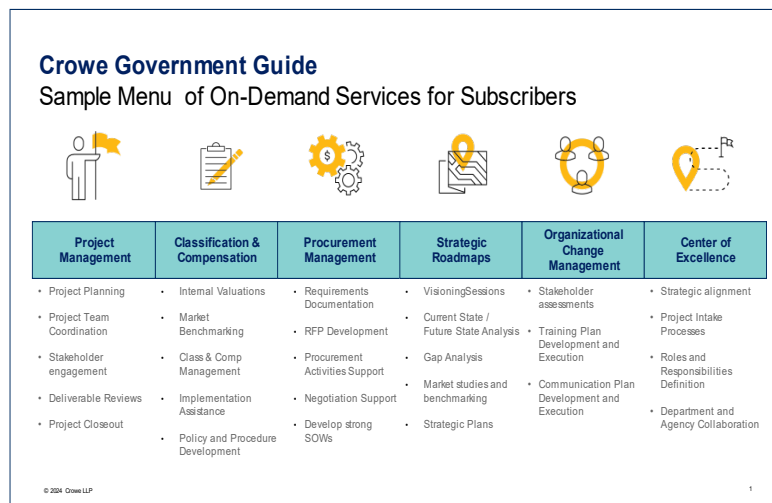 Crowe Government Guide
Sample Menu of On-Demand Services for Subscribers
$
Project
Management
Classification &
Compensation
Procurement
Management
Strategic
Roadmaps
Organizational
Change
Management
Center of
Excellence
• Project Planning
• Project Team
Coordination
• Stakeholder
engagement
• Deliverable Reviews
• Project Closeout
• Internal Valuations
• Market
Benchmarking
• Class & Comp
Management
• Implementation
Assistance
• Policy and Procedure
Development
• Requirements
Documentation
• RFP Development
• Procurement
Activities Support
• Negotiation Support
• Develop strong
SOWs
• VisioningSessions
• Current State /
Future State Analysis
• Gap Analysis
• Market studies and
benchmarking
• Strategic Plans
• Stakeholder
assessments
• Training Plan
Development and
Execution
• Communication Plan
Development and
Execution
• Strategic alignment
• Project Intake
Processes
• Roles and
Responsibilities
Definition
• Department and
Agency Collaboration
© 2024 Crowe LLP
1